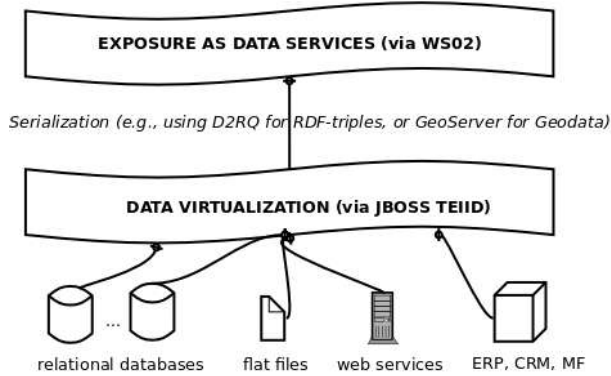 EXPOSURE AS DATA SERVICES (via WS02)
Serialization (e.g., using D2RQ for RDF-triples, or GeoServer for Geodata)
DATA VIRTUALIZATION (via JBOSS TEIID)
...
relational databases flat files web services ERP, CRM, MF